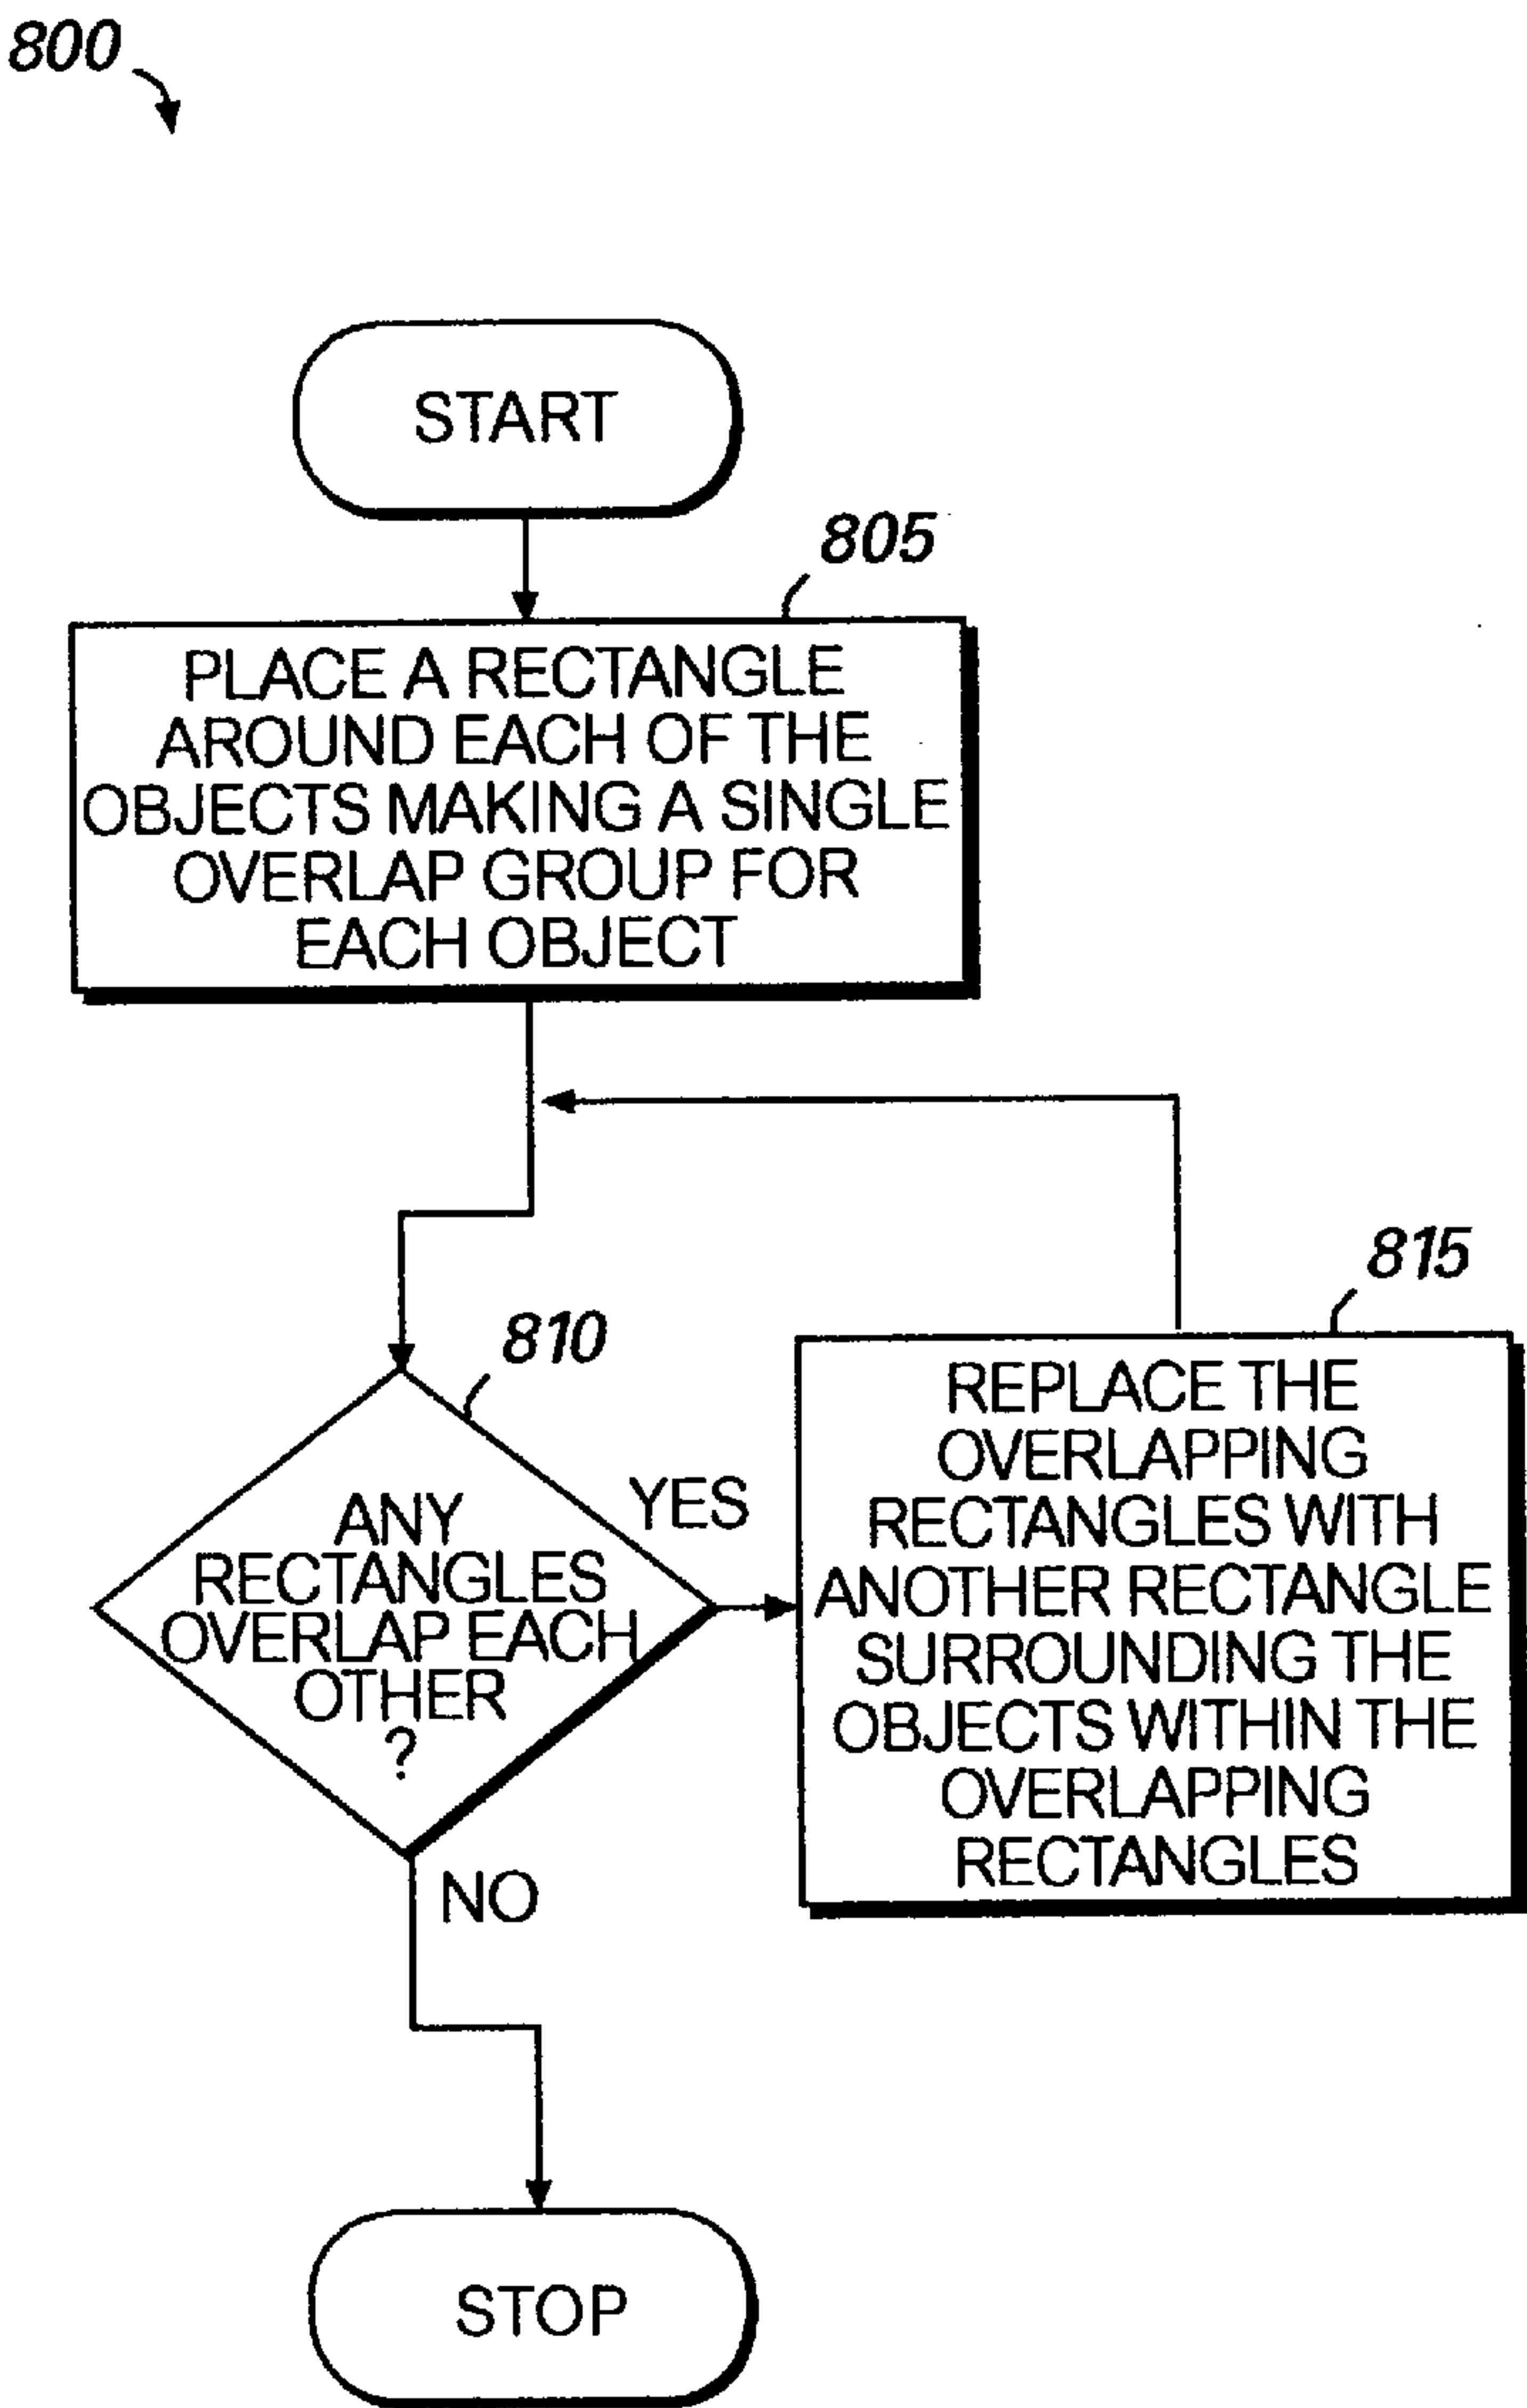 800
START
805
PLACE A RECTANGLE
AROUND EACH OF THE
OBJECTS MAKING A SINGLE
OVERLAP GROUP FOR
EACH OBJECT
810
ANY
RECTANGLES
OVERLAP EACH
OTHER
?
YES
815
REPLACE THE
OVERLAPPING
RECTANGLES WITH
ANOTHER RECTANGLE
SURROUNDING THE
OBJECTS WITHIN THE
OVERLAPPING
RECTANGLES
NO
STOP